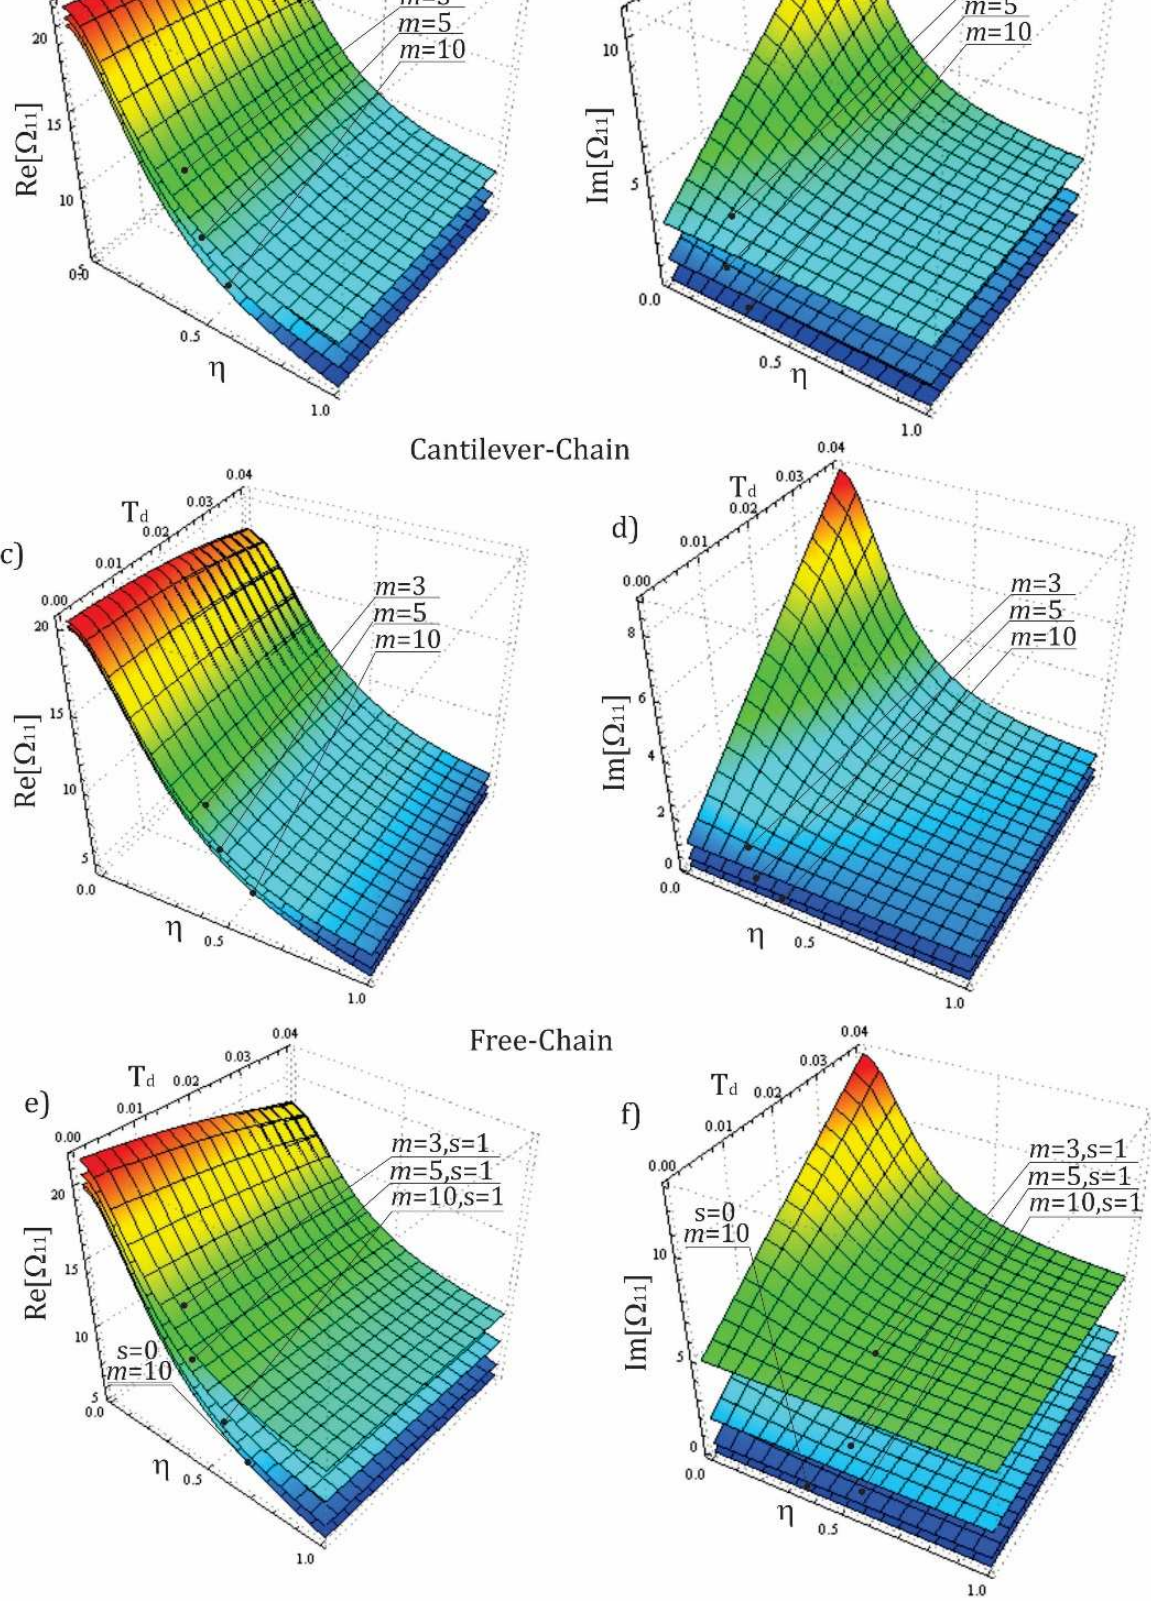 m=5
m=10
20
15
10
0.0
0.5
1.0
η
Re[Ω₁₁]
m=5
m=10
10
5
0.0
0.5
1.0
η
Im[Ω₁₁]
Cantilever-Chain
c)
T_d
0.00
0.01
0.02
0.03
0.04
m=3
m=5
m=10
20
15
10
5
0.0
0.5
1.0
η
Re[Ω₁₁]
d)
T_d
0.00
0.01
0.02
0.03
0.04
m=3
m=5
m=10
8
6
4
2
0
0.0
0.5
1.0
η
Im[Ω₁₁]
Free-Chain
e)
T_d
0.00
0.01
0.02
0.03
0.04
m=3,s=1
m=5,s=1
m=10,s=1
s=0
m=10
20
15
10
5
0.0
0.5
1.0
η
Re[Ω₁₁]
f)
T_d
0.00
0.01
0.02
0.03
0.04
m=3,s=1
m=5,s=1
m=10,s=1
s=0
m=10
10
5
0
0.0
0.5
1.0
η
Im[Ω₁₁]